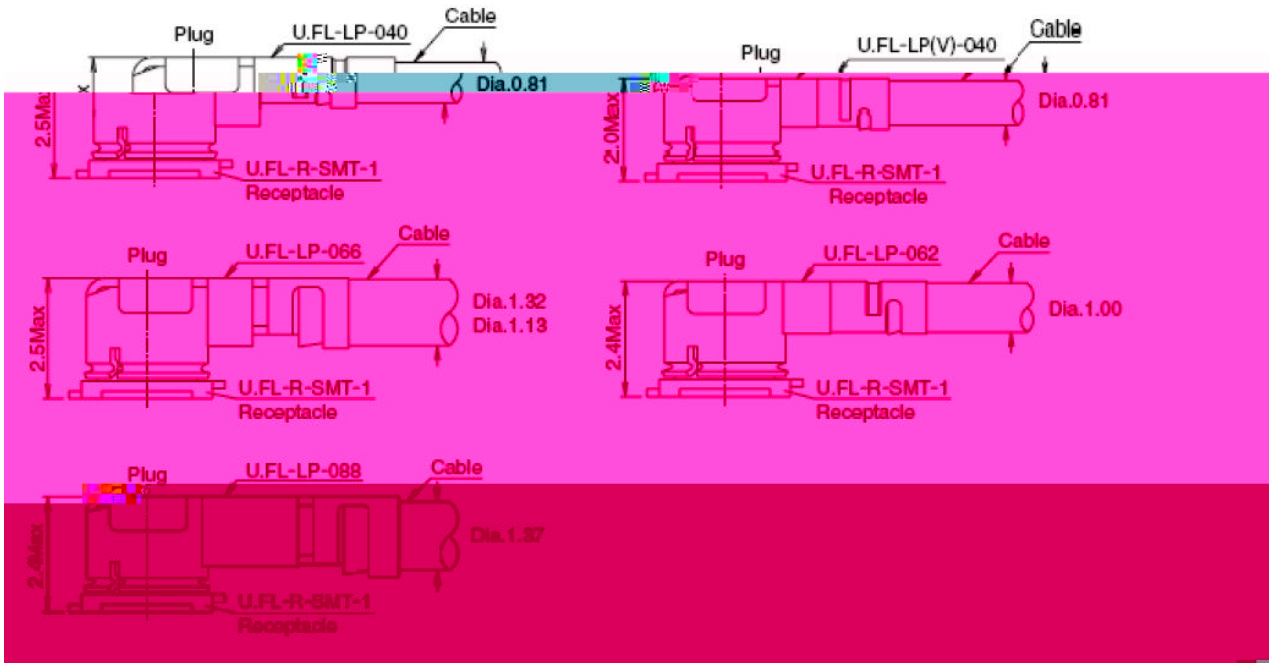 Plug
U.FL-LP-040
Cable
2.5Max
Dia.0.81
U.FL-R-SMT-1
Receptacle
Plug
U.FL-LP(V)-040
Cable
2.0Max
Dia.0.81
U.FL-R-SMT-1
Receptacle
Plug
U.FL-LP-066
Cable
2.5Max
Dia.1.32
Dia.1.13
U.FL-R-SMT-1
Receptacle
Plug
U.FL-LP-062
Cable
2.4Max
Dia.1.00
U.FL-R-SMT-1
Receptacle
Plug
U.FL-LP-088
Cable
2.4Max
Dia.1.37
U.FL-R-SMT-1
Receptacle